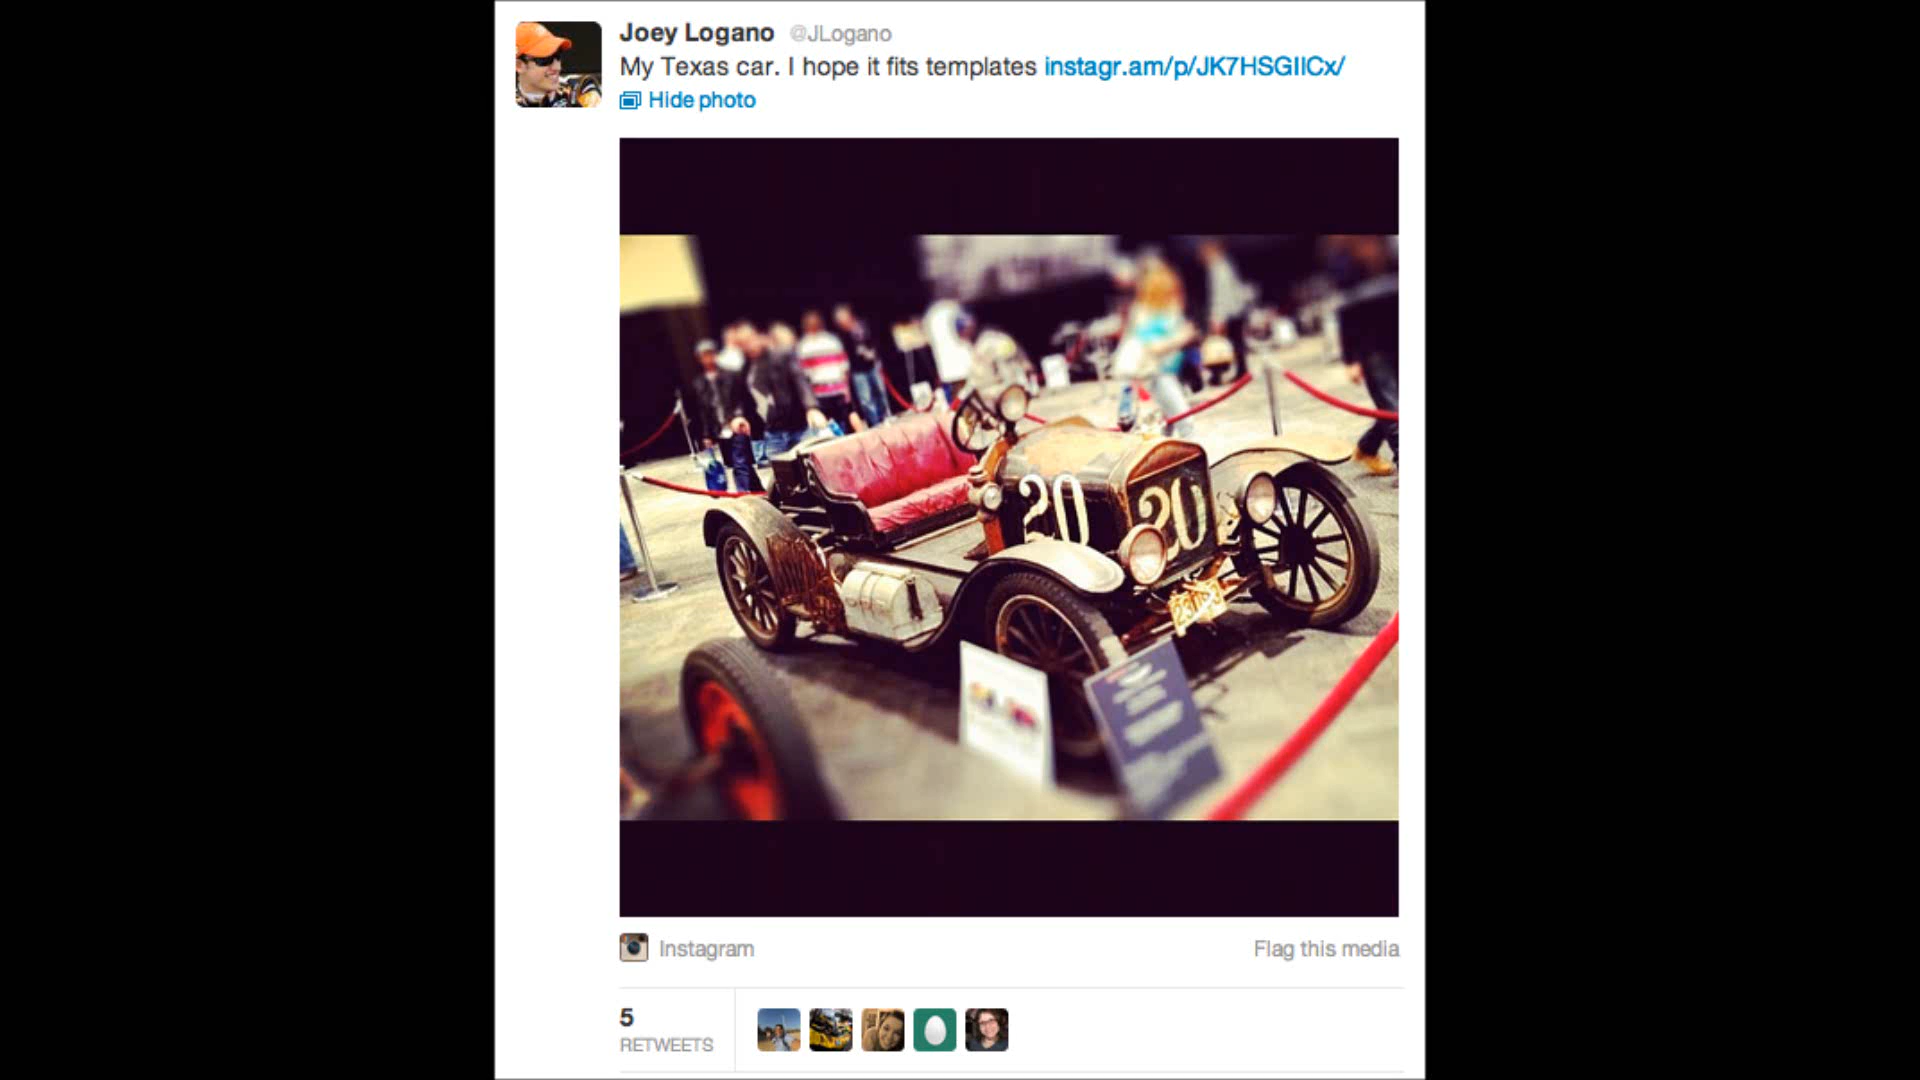 Joey Logano @JLogano
My Texas car. I hope it fits templates instagr.am/p/JK7HSGIlCx/
Hide photo
20
20
Instagram
Flag this media
5
RETWEETS